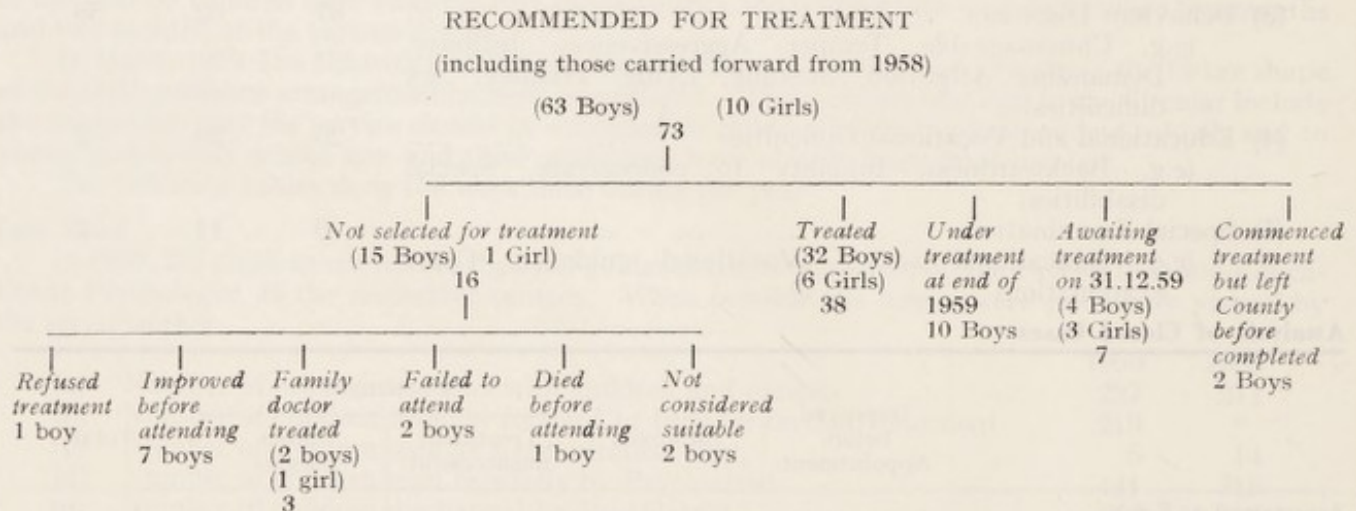 RECOMMENDED FOR TREATMENT
(including those carried forward from 1958)
(63 Boys) (10 Girls)
73
Not selected for treatment
(15 Boys) 1 Girl)
16
Treated
(32 Boys)
(6 Girls)
38
Under
treatment
at end of
1959
10 Boys
Awaiting
treatment
on 31.12.59
(4 Boys)
(3 Girls)
7
Commenced
treatment
but left
County
before
completed
2 Boys
Refused
treatment
1 boy
Improved
before
attending
7 boys
Family
doctor
treated
(2 boys)
(1 girl)
3
Failed to
attend
2 boys
Died
before
attending
1 boy
Not
considered
suitable
2 boys